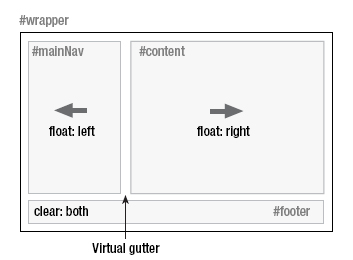 #wrapper
#mainNav
#content
float: left
float: right
clear: both
#footer
Virtual gutter